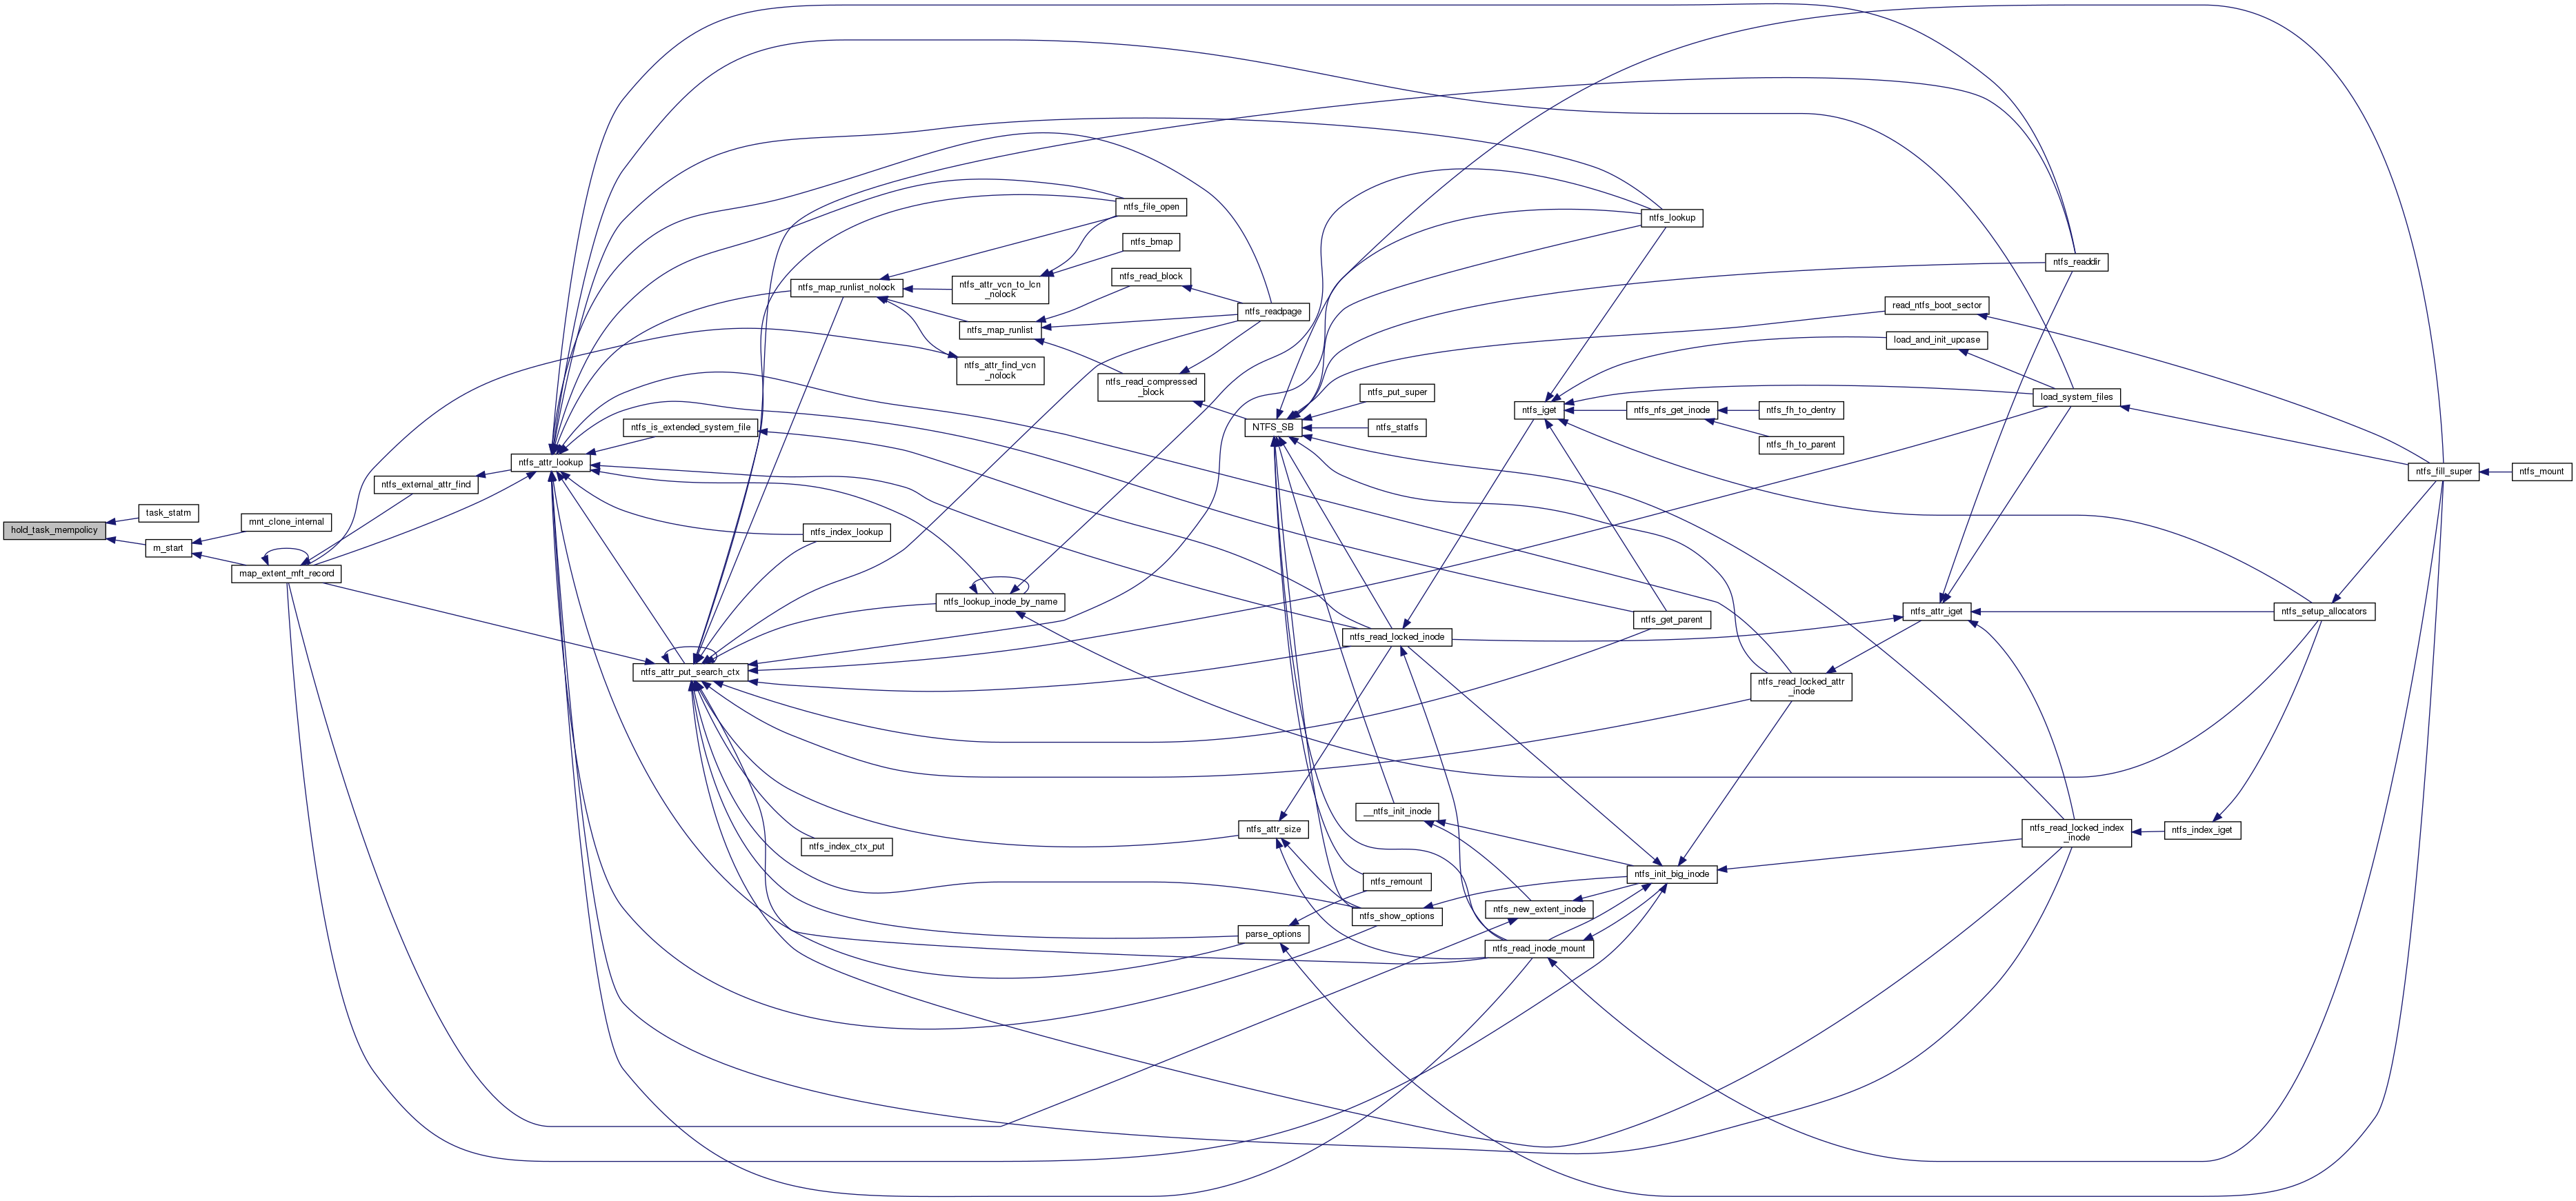 hold_task_mempolicy
task_statm
m_start
mnt_clone_internal
map_extent_mft_record
ntfs_external_attr_find
ntfs_attr_lookup
ntfs_is_extended_system_file
ntfs_attr_put_search_ctx
ntfs_map_runlist_nolock
ntfs_index_lookup
ntfs_index_ctx_put
ntfs_attr_vcn_to_lcn
_nolock
ntfs_map_runlist
ntfs_attr_find_vcn
_nolock
ntfs_lookup_inode_by_name
ntfs_file_open
ntfs_bmap
ntfs_read_block
ntfs_read_compressed
_block
ntfs_readpage
NTFS_SB
ntfs_attr_size
parse_options
ntfs_put_super
ntfs_statfs
ntfs_read_locked_inode
__ntfs_init_inode
ntfs_remount
ntfs_show_options
ntfs_iget
ntfs_new_extent_inode
ntfs_read_inode_mount
ntfs_lookup
ntfs_nfs_get_inode
ntfs_get_parent
ntfs_init_big_inode
ntfs_fh_to_dentry
ntfs_fh_to_parent
ntfs_read_locked_attr
_inode
read_ntfs_boot_sector
load_and_init_upcase
ntfs_attr_iget
ntfs_readdir
load_system_files
ntfs_read_locked_index
_inode
ntfs_index_iget
ntfs_setup_allocators
ntfs_fill_super
ntfs_mount